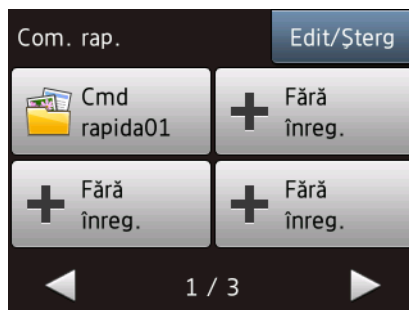 Com. rap.
Edit/Șterg
Cmd
rapida01
Fără
înreg.
Fără
înreg.
Fără
înreg.
1 / 3